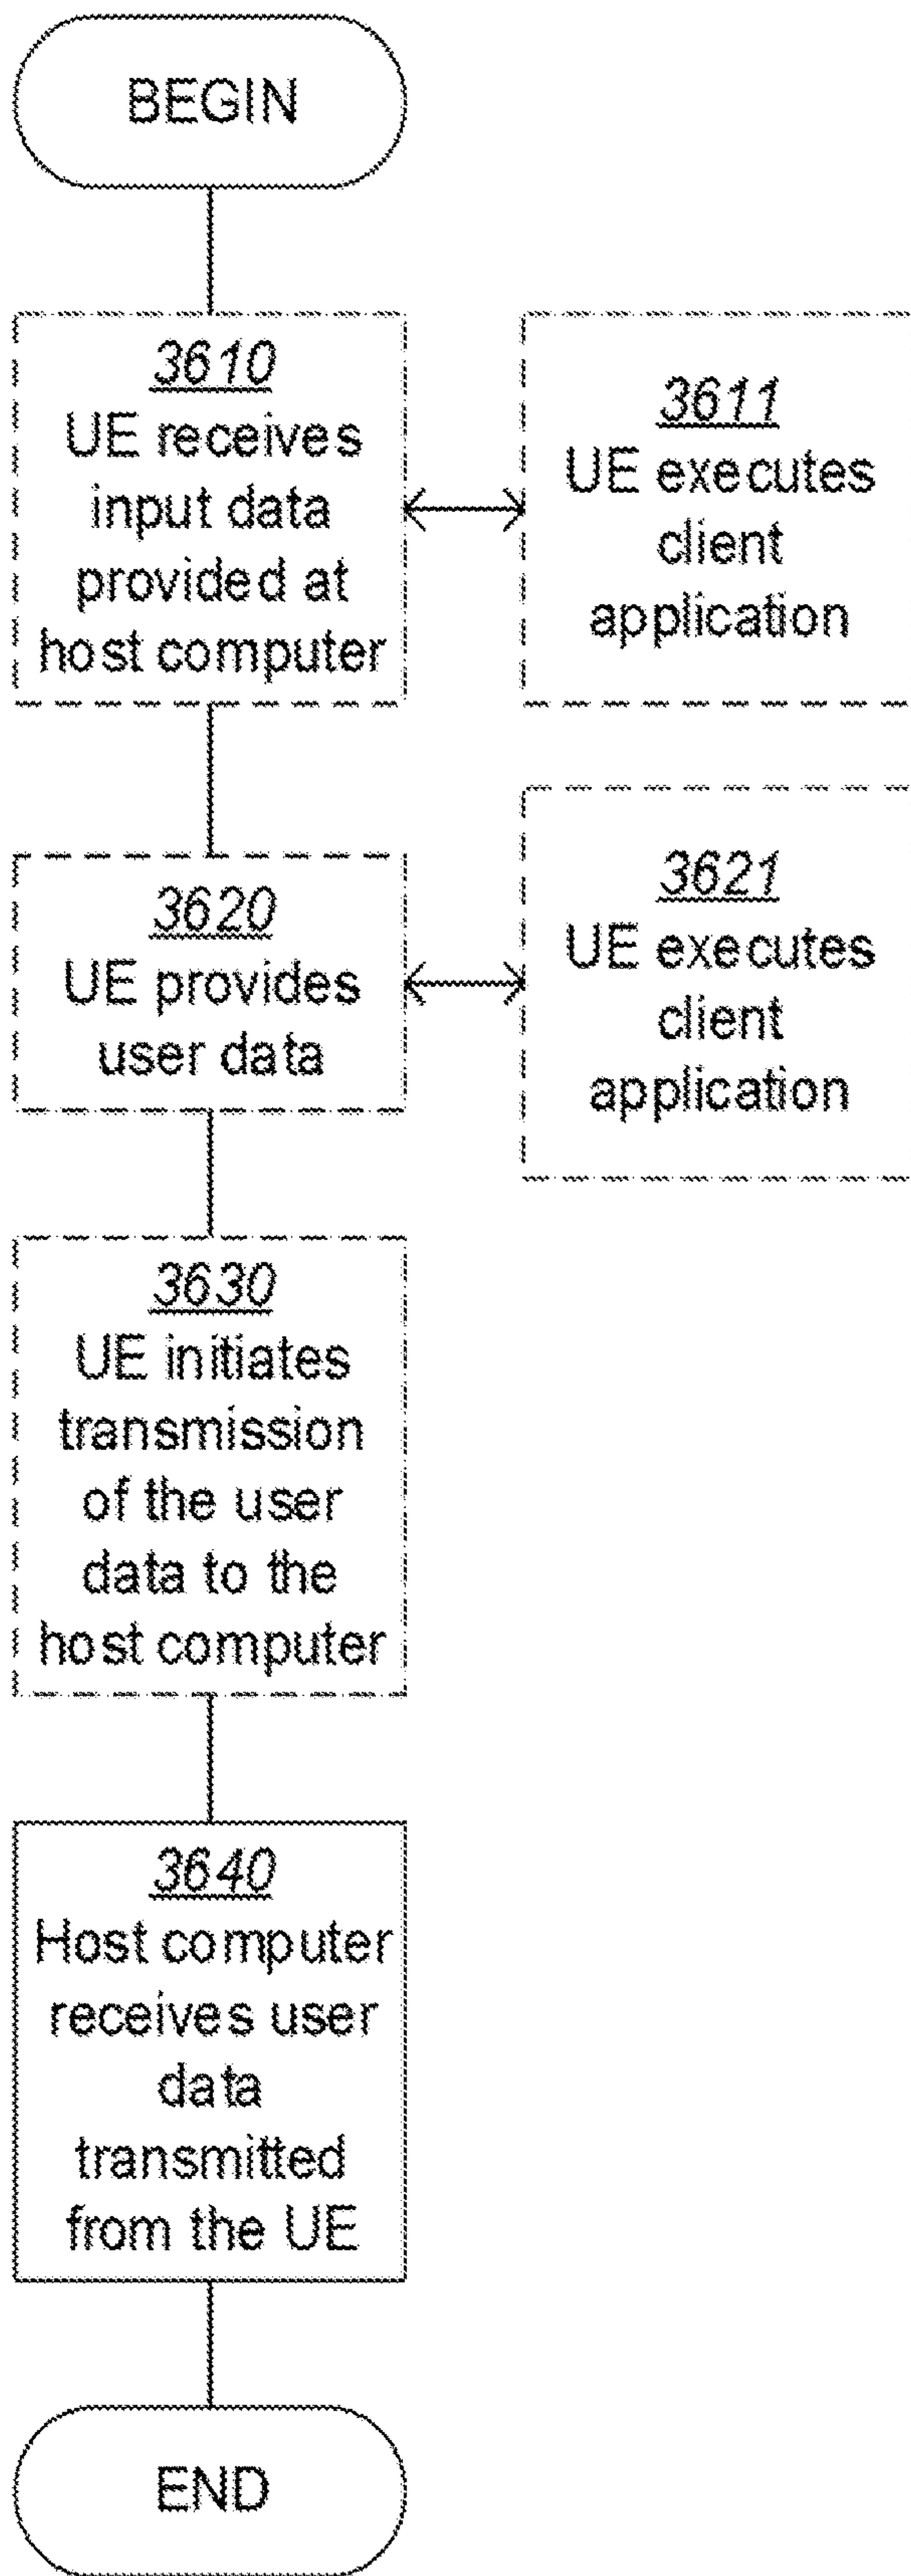 BEGIN
3610
UE receives
input data
provided at
host computer
3611
UE executes
client
application
3620
UE provides
user data
3621
UE executes
client
application
3630
UE initiates
transmission
of the user
data to the
host computer
3640
Host computer
receives user
data
transmitted
from the UE
END